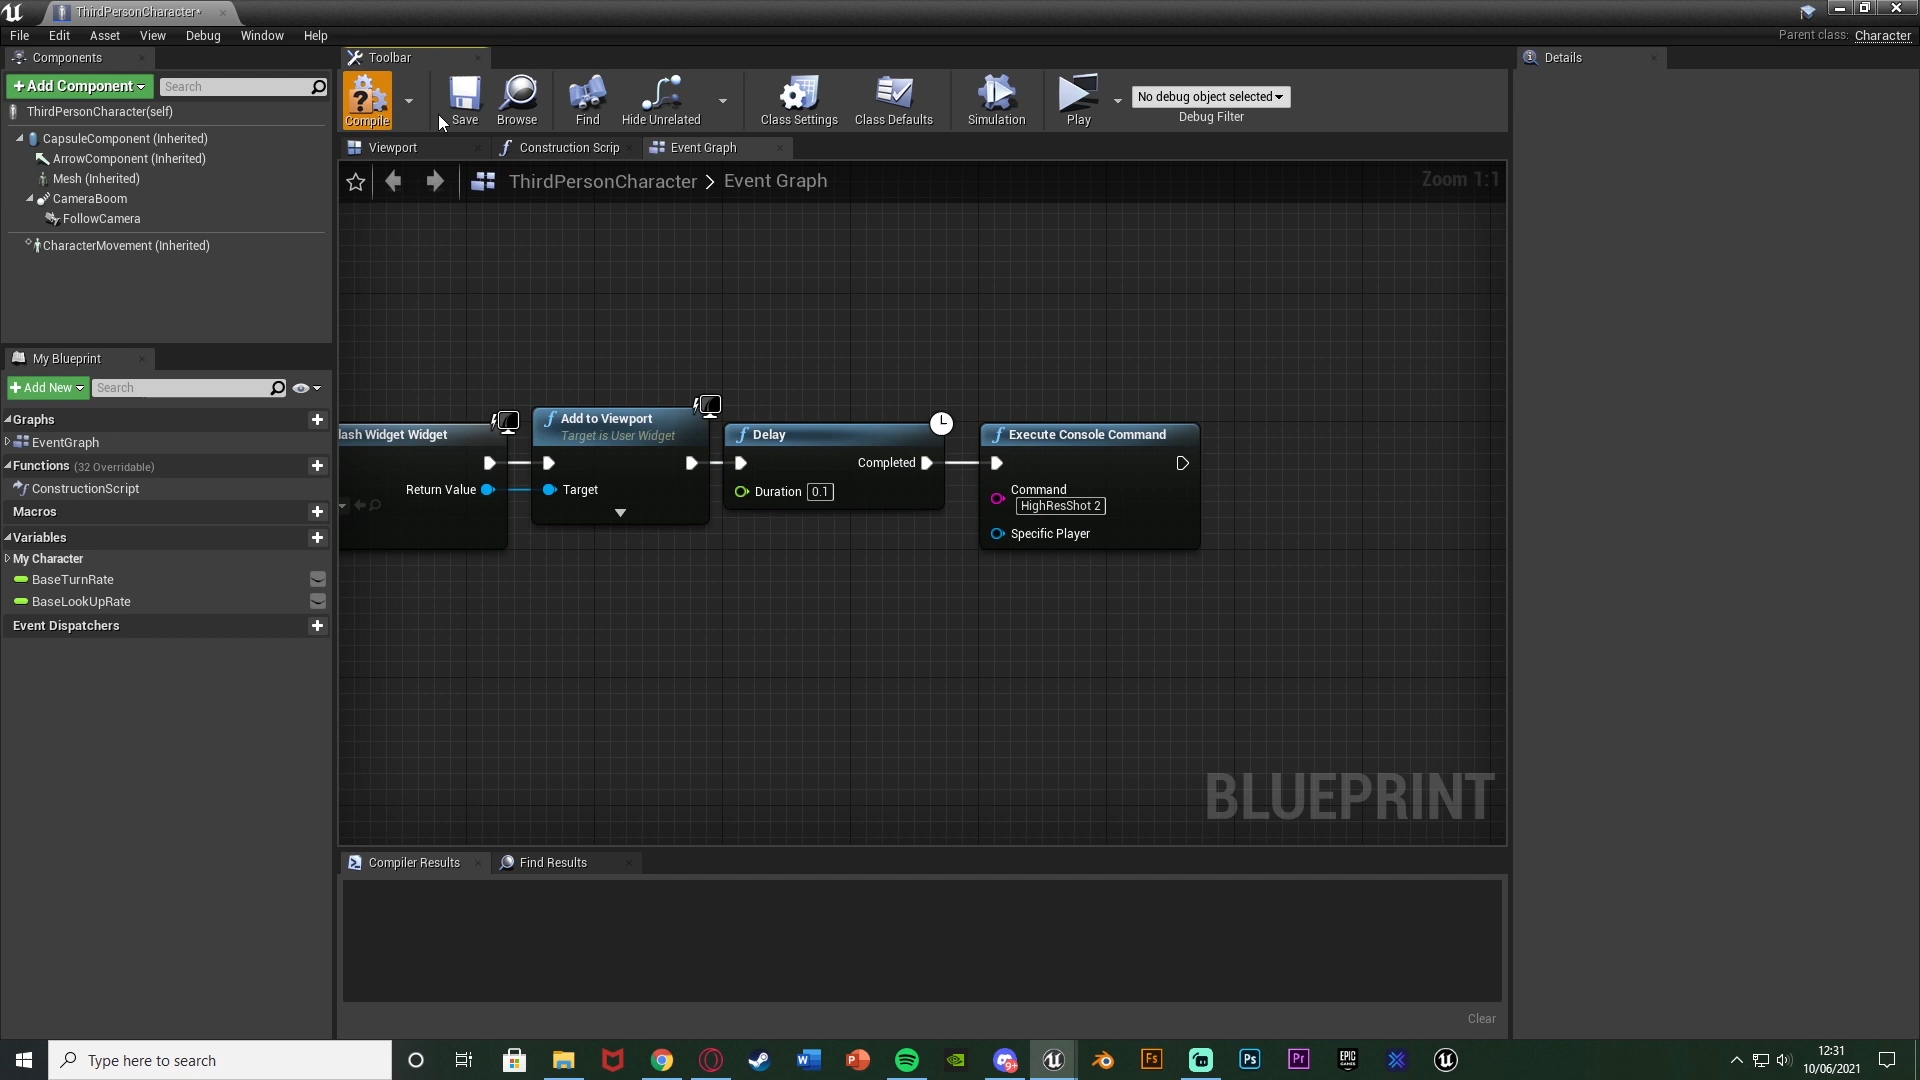 ThirdPersonCharacter*
File Edit Asset View Debug Window Help
Parent class: Character
Components
Toolbar
Details
+Add Component
Search
ThirdPersonCharacter(self)
CapsuleComponent (Inherited)
ArrowComponent (Inherited)
Mesh (Inherited)
CameraBoom
FollowCamera
CharacterMovement (Inherited)
Compile
Save
Browse
Find
Hide Unrelated
Class Settings
Class Defaults
Simulation
Play
No debug object selected
Debug Filter
Viewport
Construction Scrip
Event Graph
ThirdPersonCharacter > Event Graph
Zoom 1:1
My Blueprint
+Add New
Search
Graphs
EventGraph
Functions (32 Overridable)
ConstructionScript
Macros
Variables
My Character
BaseTurnRate
BaseLookUpRate
Event Dispatchers
lash Widget Widget
Return Value
Add to Viewport
Target is User Widget
Target
Delay
Completed
Duration 0.1
Execute Console Command
Command
HighResShot 2
Specific Player
BLUEPRINT
Compiler Results
Find Results
Clear
Type here to search
12:31
10/06/2021